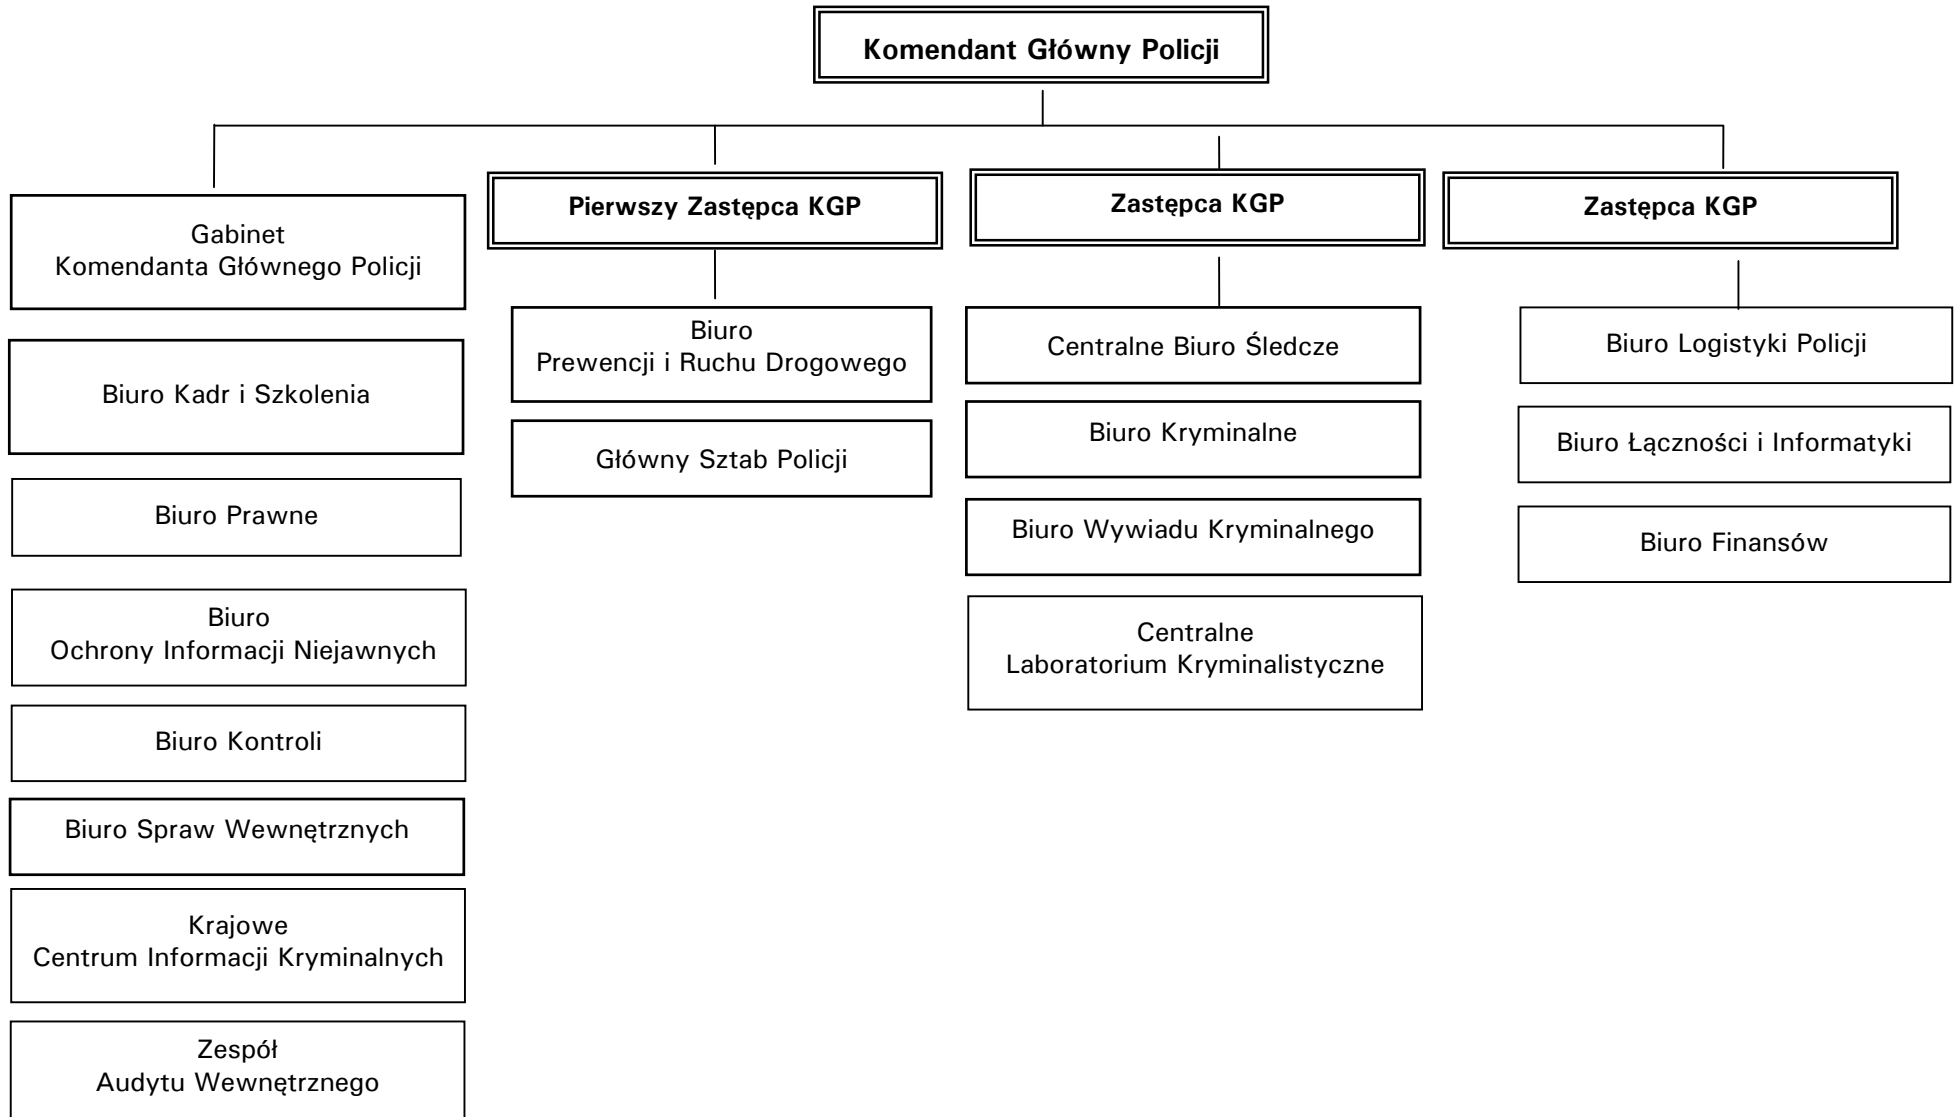 Komendant Główny Policji
Gabinet
Komendanta Głównego Policji
Biuro Kadr i Szkolenia
Biuro Prawne
Biuro
Ochrony Informacji Niejawnych
Biuro Kontroli
Biuro Spraw Wewnętrznych
Krajowe
Centrum Informacji Kryminalnych
Zespół
Audytu Wewnętrznego
Pierwszy Zastępca KGP
Biuro
Prewencji i Ruchu Drogowego
Główny Sztab Policji
Zastępca KGP
Centralne Biuro Śledcze
Biuro Kryminalne
Biuro Wywiadu Kryminalnego
Centralne
Laboratorium Kryminalistyczne
Zastępca KGP
Biuro Logistyki Policji
Biuro Łączności i Informatyki
Biuro Finansów